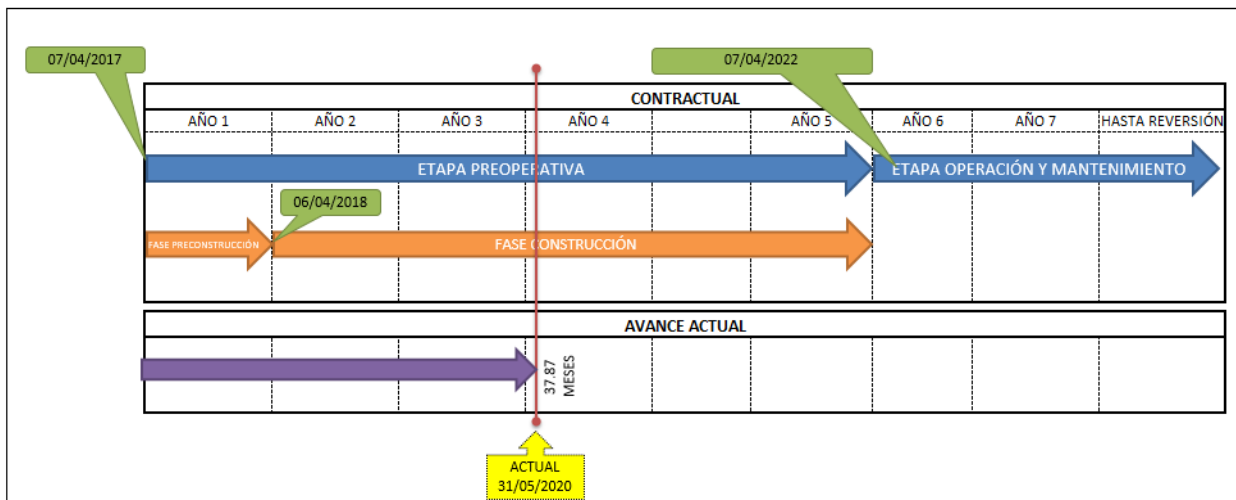 07/04/2017
07/04/2022
CONTRACTUAL
AÑO 1 AÑO 2 AÑO 3 AÑO 4 AÑO 5 AÑO 6 AÑO 7 HASTA REVERSIÓN
ETAPA PREOPERATIVA ETAPA OPERACIÓN Y MANTENIMIENTO
06/04/2018
FASE PRECONSTRUCCIÓN FASE CONSTRUCCIÓN
AVANCE ACTUAL
37.87
MESES
ACTUAL
31/05/2020